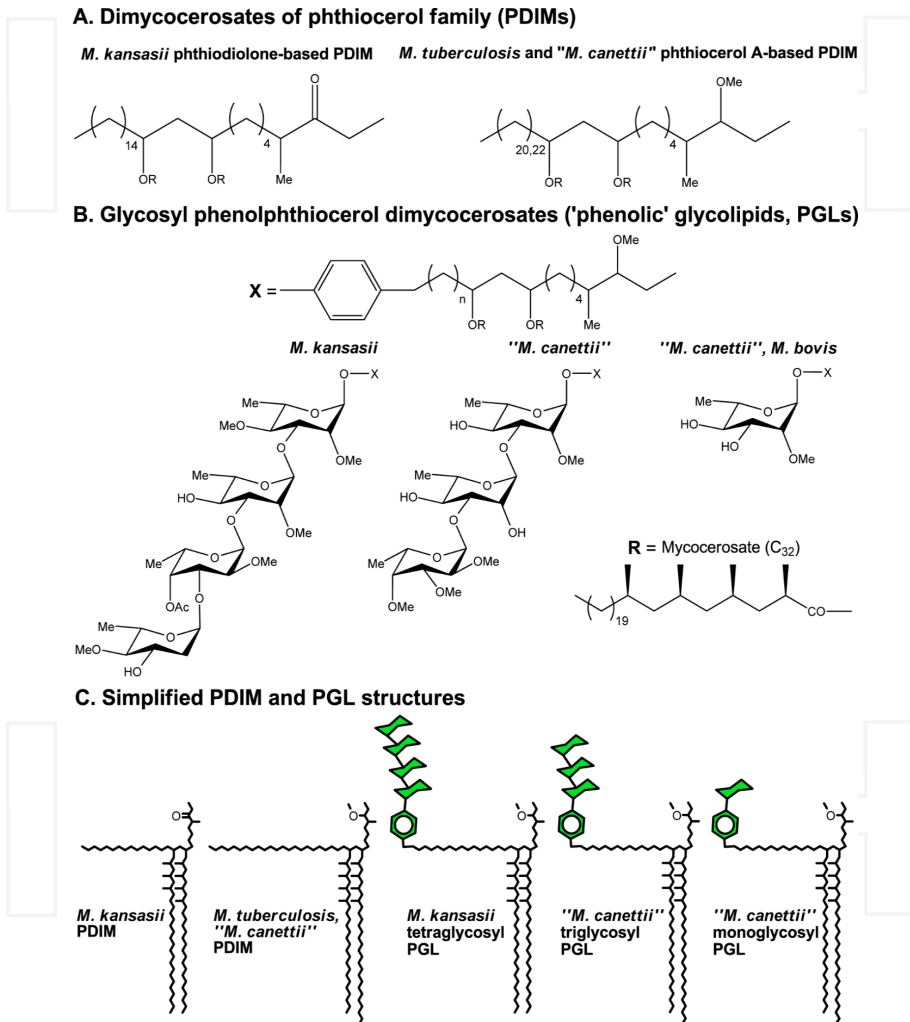 A. Dimycocerosates of phthiocerol family (PDIMs)
M. kansasii phthiodiolone-based PDIM
M. tuberculosis and "M. canettii" phthiocerol A-based PDIM
O
OMe
14
4
20,22
4
OR
OR
Me
OR
OR
Me
B. Glycosyl phenolphthiocerol dimycocerosates ('phenolic' glycolipids, PGLs)
OMe
X =
n
4
OR
OR
Me
M. kansasii
"M. canettii"
"M. canettii", M. bovis
O—X
O—X
O—X
Me
O
Me
O
Me
O
MeO
HO
HO
HO
OMe
O
OMe
O
OMe
Me
O
Me
O
HO
HO
O
OMe
O
OH
Me
O
OMe
Me
O
OMe
OAc
O
OMe
OMe
Me
O
MeO
HO
R = Mycocerosate (C32)
19
CO
C. Simplified PDIM and PGL structures
O
O
O
O
O
M. kansasii
PDIM
M. tuberculosis,
"M. canettii"
PDIM
M. kansasii
tetraglycosyl
PGL
"M. canettii"
triglycosyl
PGL
"M. canettii"
monoglycosyl
PGL